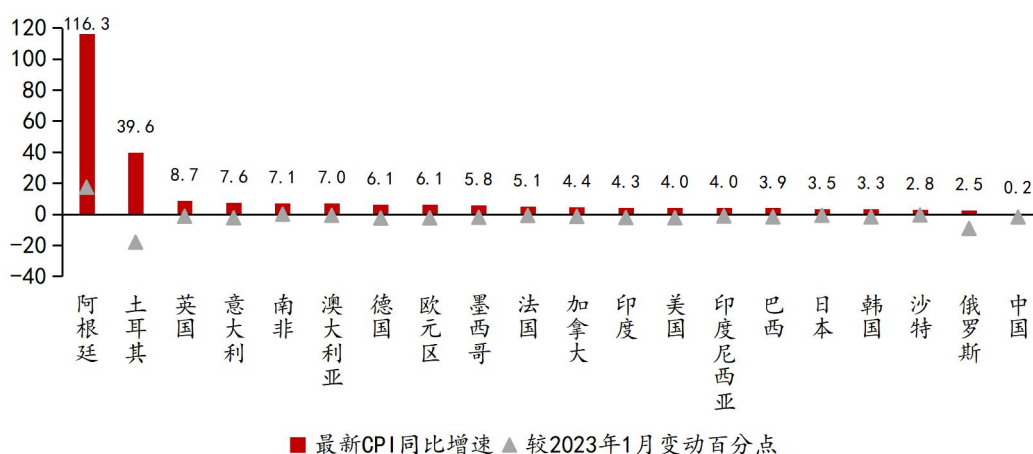 120
100
80
60
40
20
0
-20
-40
116.3
39.6
8.7
7.6
7.1
7.0
6.1
6.1
5.8
5.1
4.4
4.3
4.0
4.0
3.9
3.5
3.3
2.8
2.5
0.2
阿根廷
土耳其
英国
意大利
南非
澳大利亚
德国
欧元区
墨西哥
法国
加拿大
印度
美国
印度尼西亚
巴西
日本
韩国
沙特
俄罗斯
中国
最新CPI同比增速
较2023年1月变动百分点